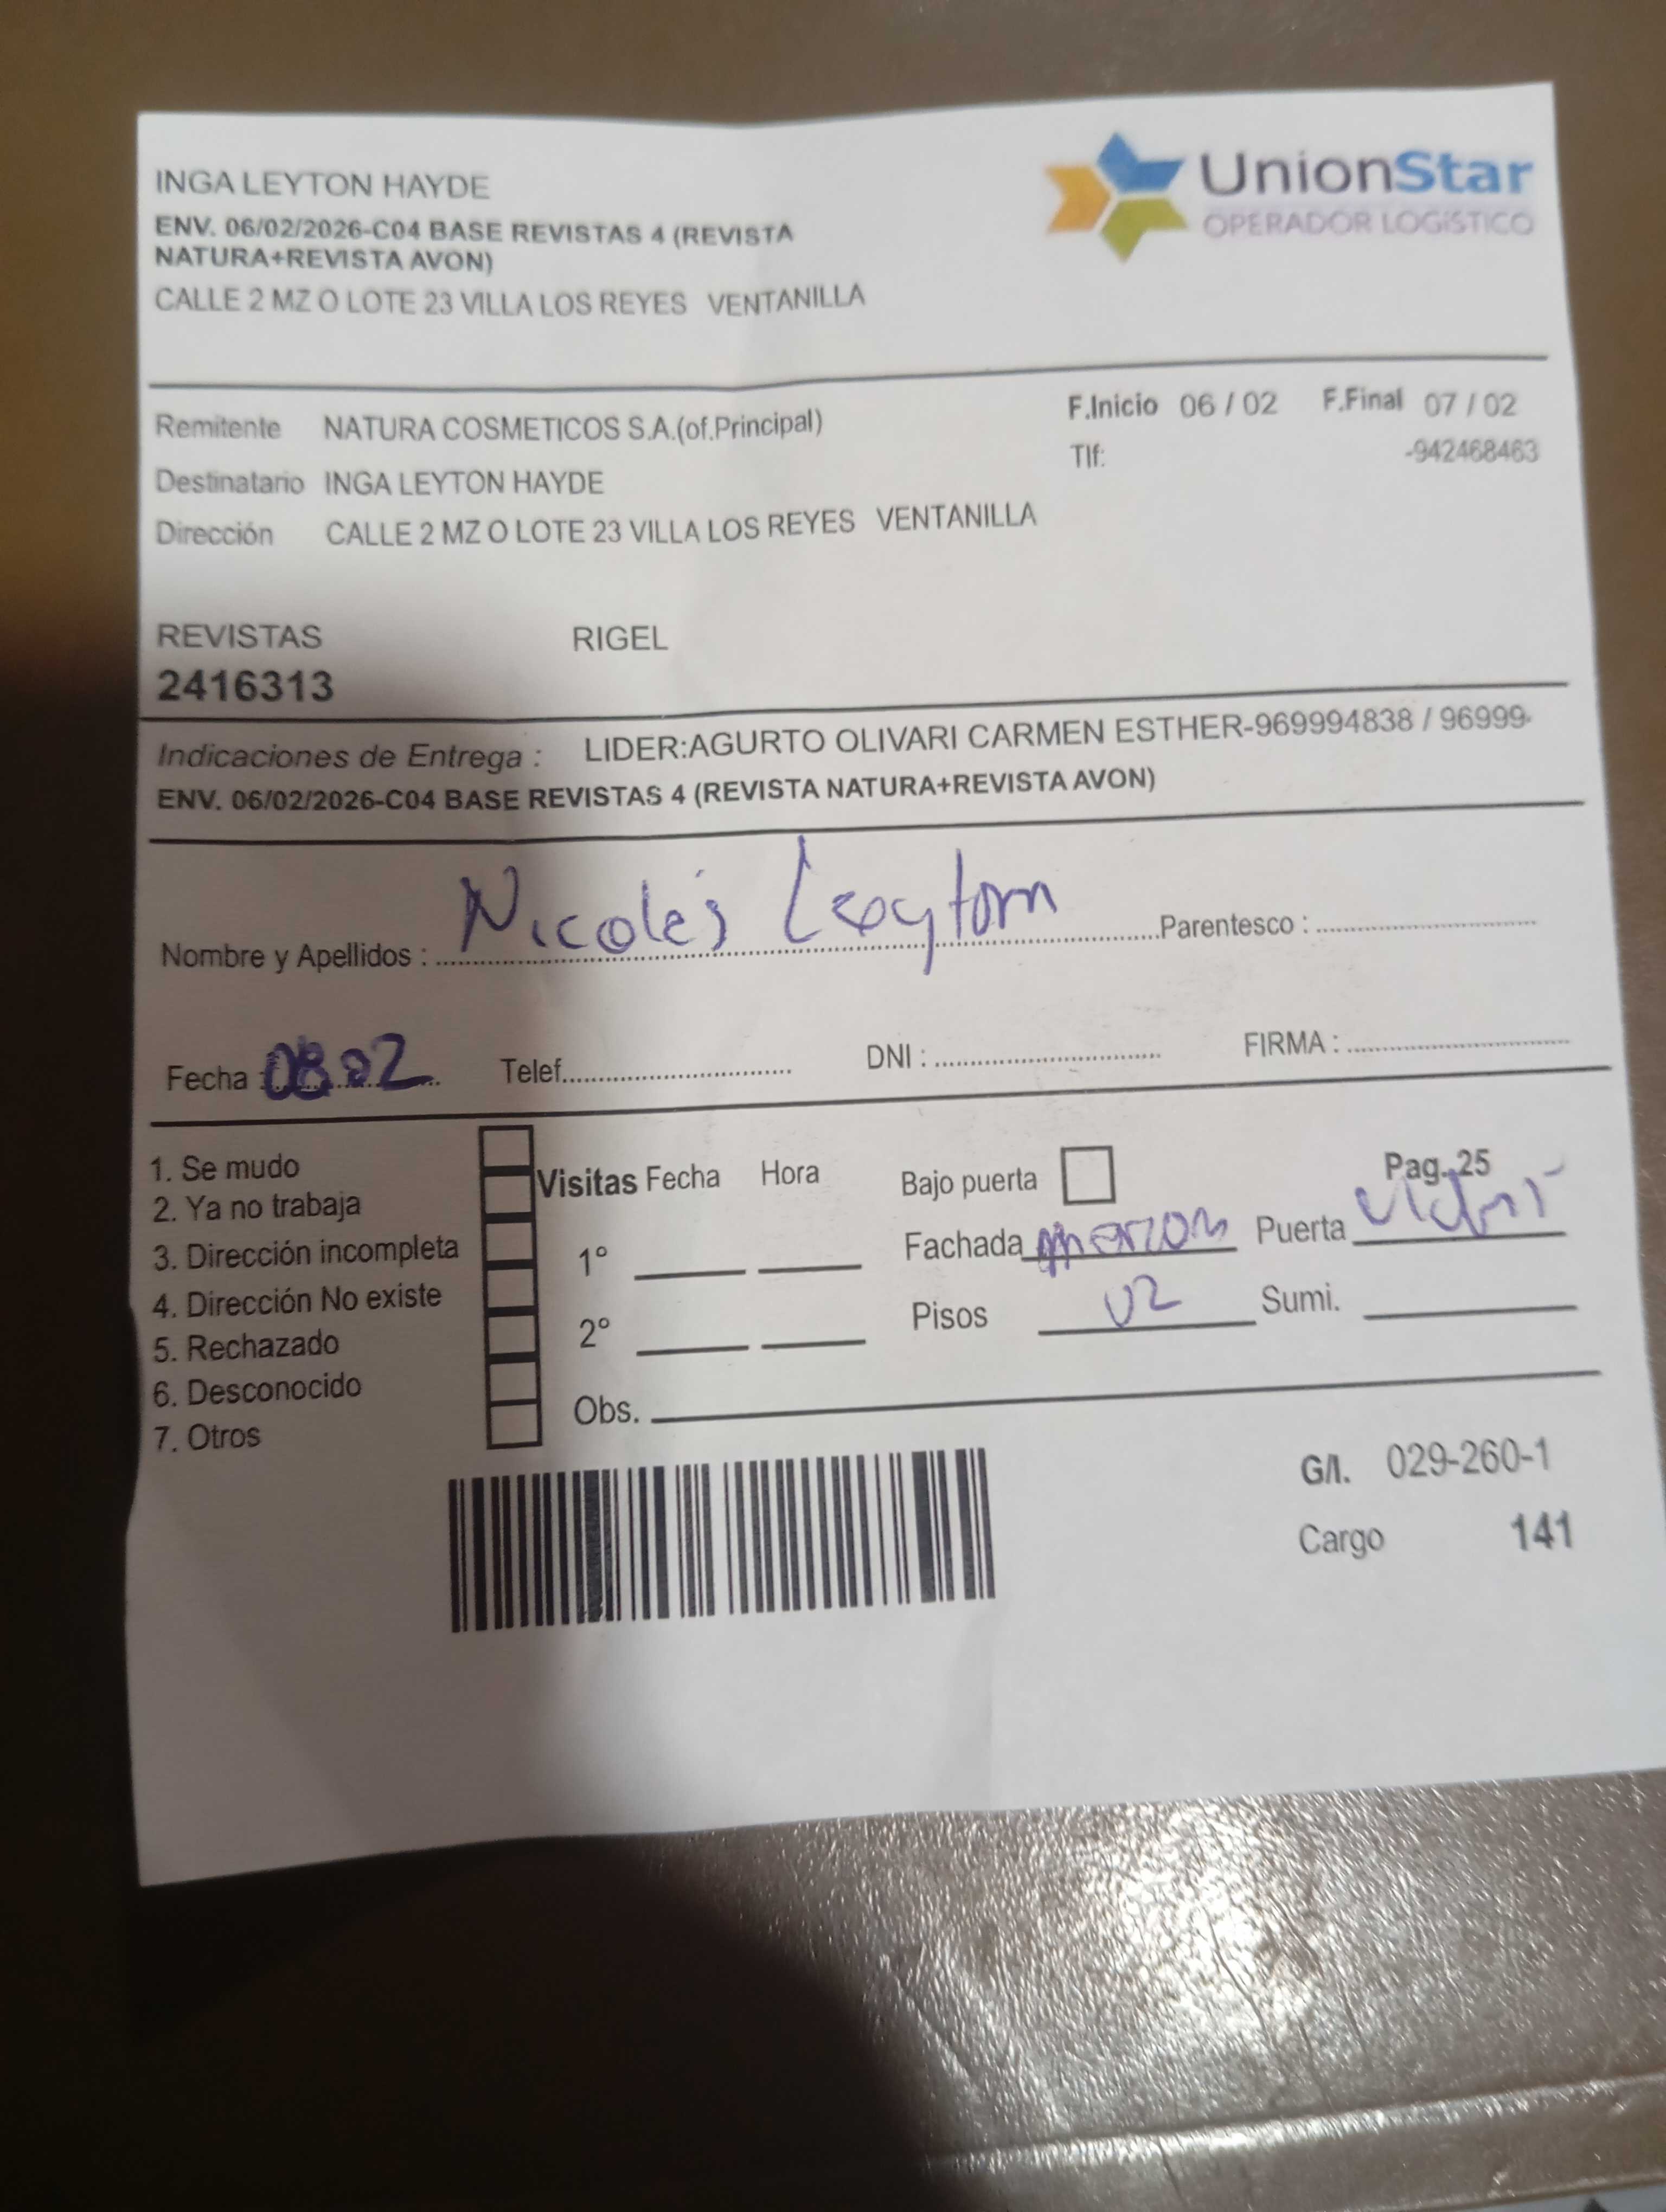 INGA LEYTON HAYDE
ENV. 06/02/2026-C04 BASE REVISTAS 4 (REVISTA
NATURA+REVISTA AVON)
CALLE 2 MZ O LOTE 23 VILLA LOS REYES VENTANILLA
UnionStar
OPERADOR LOGÍSTICO
Remitente NATURA COSMETICOS S.A.(of.Principal)
F.Inicio 06 / 02 F.Final 07 / 02
Destinatario INGA LEYTON HAYDE
Tlf: -942468463
Dirección CALLE 2 MZ O LOTE 23 VILLA LOS REYES VENTANILLA
REVISTAS RIGEL
2416313
Indicaciones de Entrega : LIDER:AGURTO OLIVARI CARMEN ESTHER-969994838 / 96999-
ENV. 06/02/2026-C04 BASE REVISTAS 4 (REVISTA NATURA+REVISTA AVON)
Nombre y Apellidos : Nicolés Parentesco :
Fecha : 08 02 Telef. DNI : FIRMA :
1. Se mudo
2. Ya no trabaja
3. Dirección incompleta
4. Dirección No existe
5. Rechazado
6. Desconocido
7. Otros
Visitas Fecha Hora
1°
2°
Obs.
Bajo puerta Pag. 25
Fachada Puerta
Pisos 02 Sumi.
G/I. 029-260-1
Cargo 141